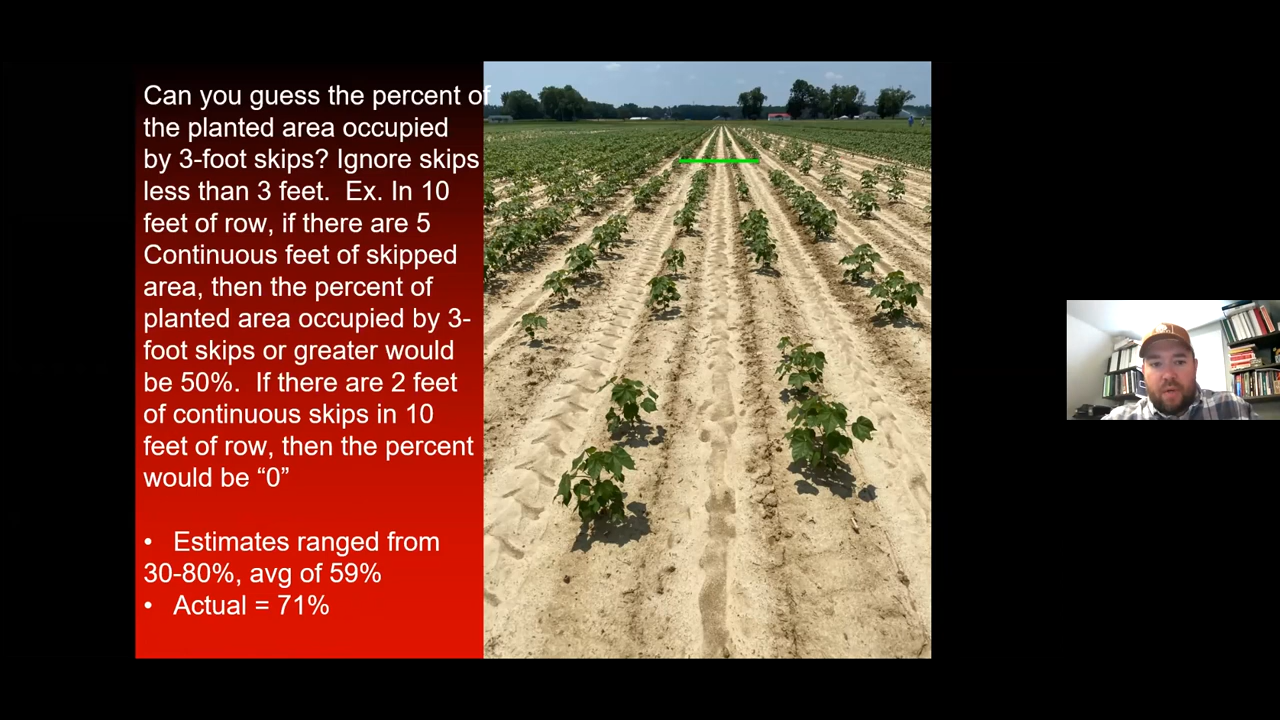 Can you guess the percent of
the planted area occupied
by 3-foot skips? Ignore skips
less than 3 feet.  Ex. In 10
feet of row, if there are 5
Continuous feet of skipped
area, then the percent of
planted area occupied by 3-
foot skips or greater would
be 50%.  If there are 2 feet
of continuous skips in 10
feet of row, then the percent
would be “0”
• Estimates ranged from
30-80%, avg of 59%
• Actual = 71%